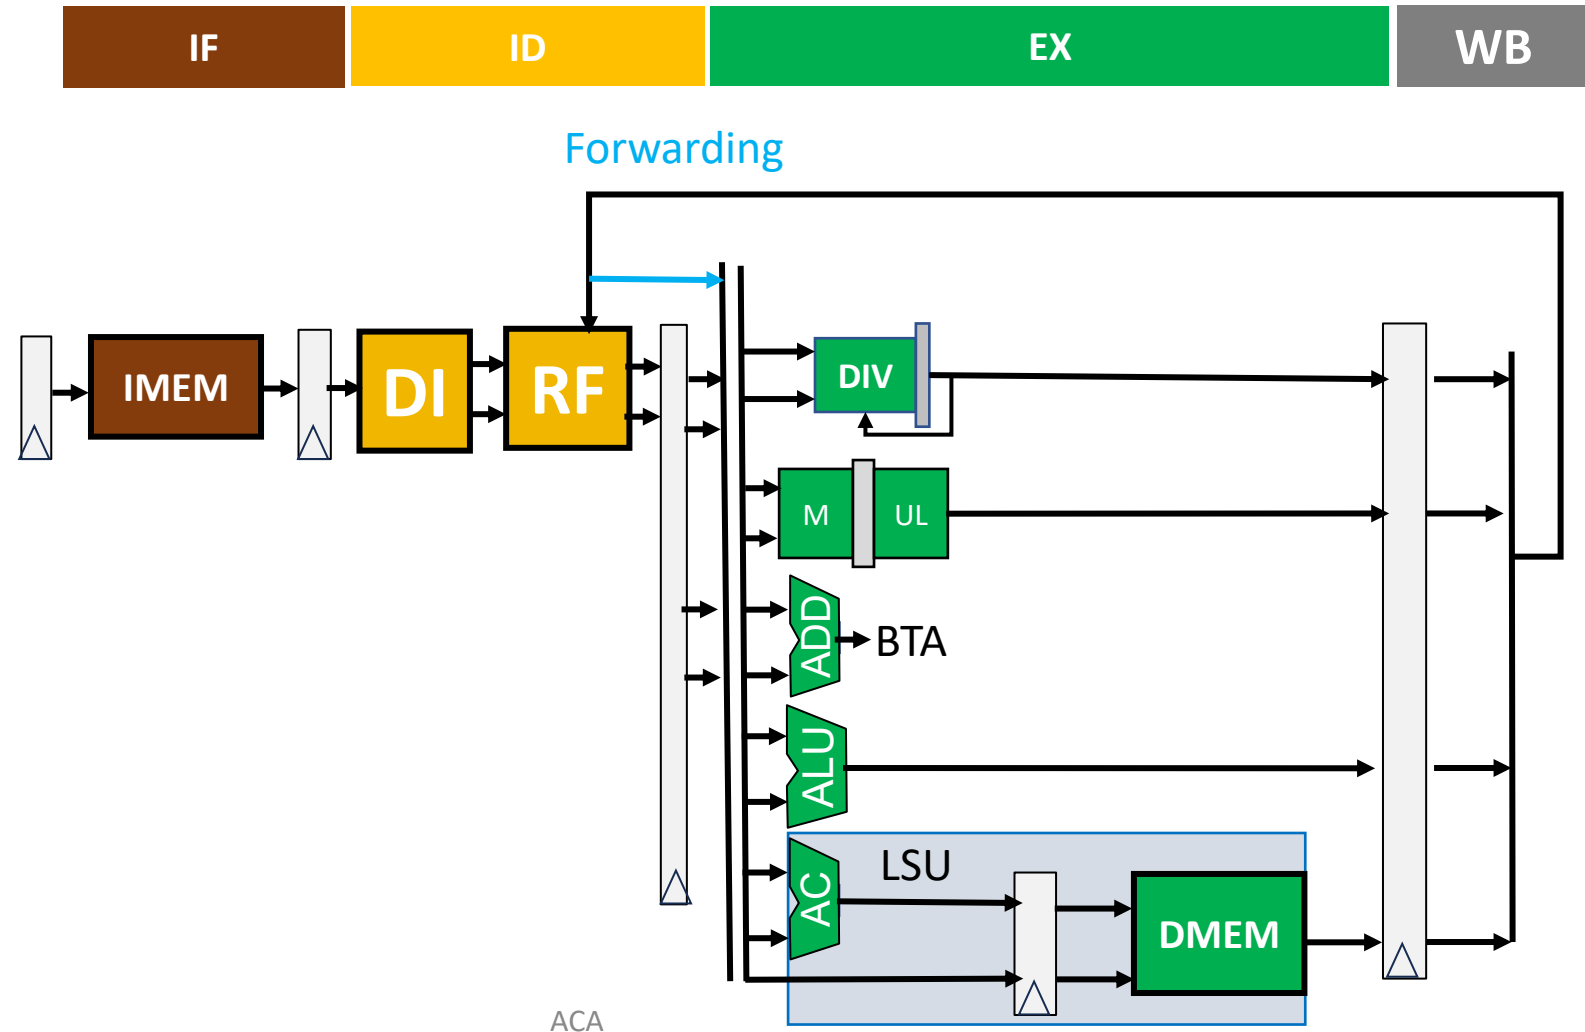 IF
ID
EX
WB
Forwarding
IMEM
DI
RF
DIV
M
UL
ADD
BTA
ALU
LSU
AC
DMEM
ACA